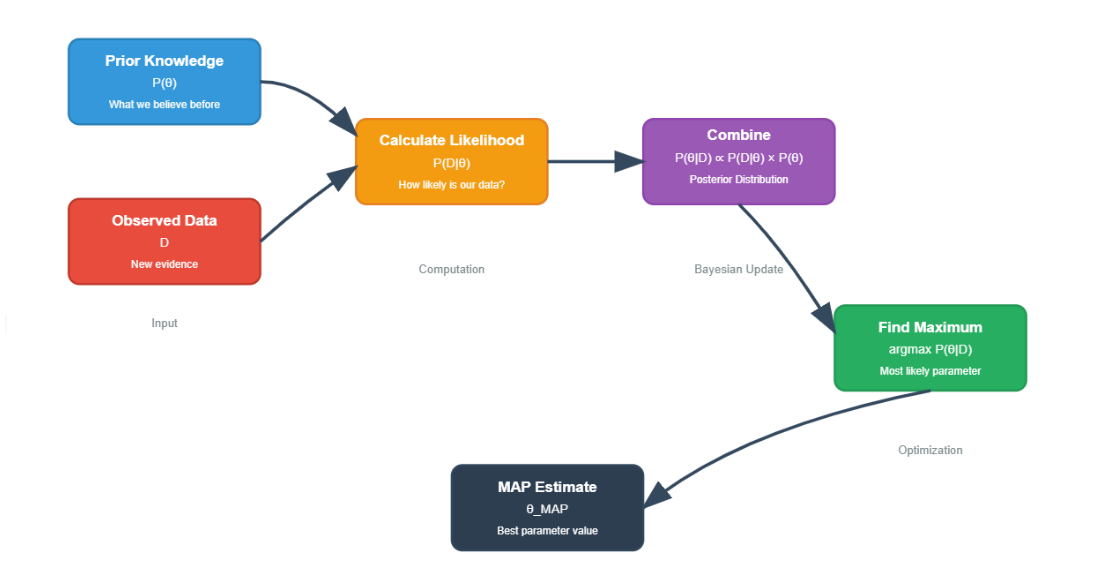 Prior Knowledge
P(θ)
What we believe before
Observed Data
D
New evidence
Input
Calculate Likelihood
P(D|θ)
How likely is our data?
Computation
Combine
P(θ|D) ∝ P(D|θ) × P(θ)
Posterior Distribution
Bayesian Update
Find Maximum
argmax P(θ|D)
Most likely parameter
Optimization
MAP Estimate
θ_MAP
Best parameter value